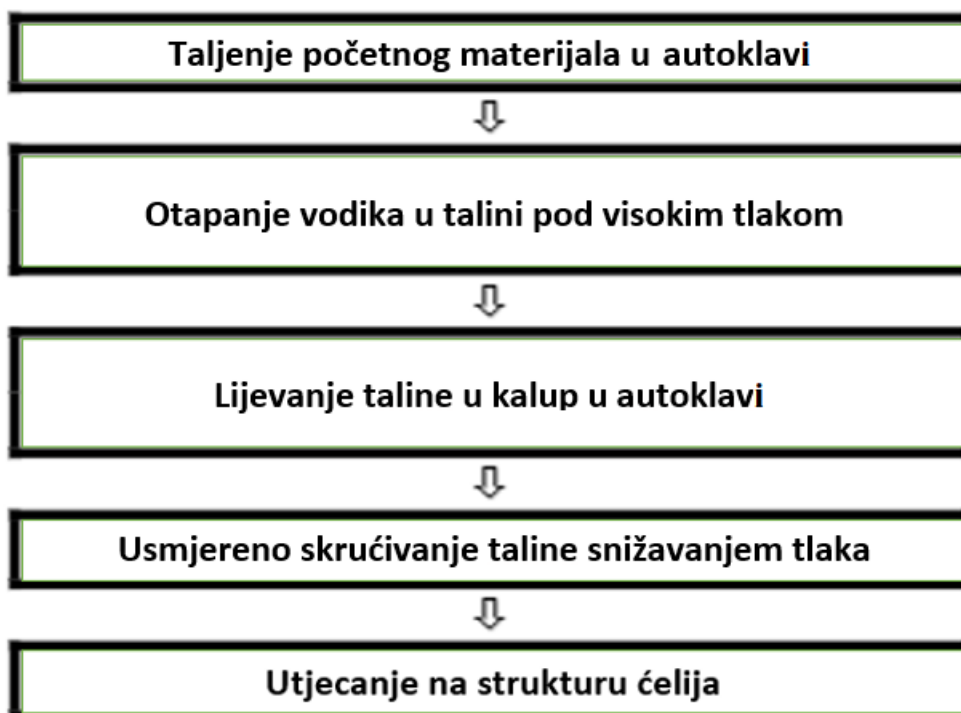 Taljenje početnog materijala u autoklavi
Otapanje vodika u talini pod visokim tlakom
Lijevanje taline u kalup u autoklavi
Usmjereno skrućivanje taline snižavanjem tlaka
Utjecanje na strukturu ćelija